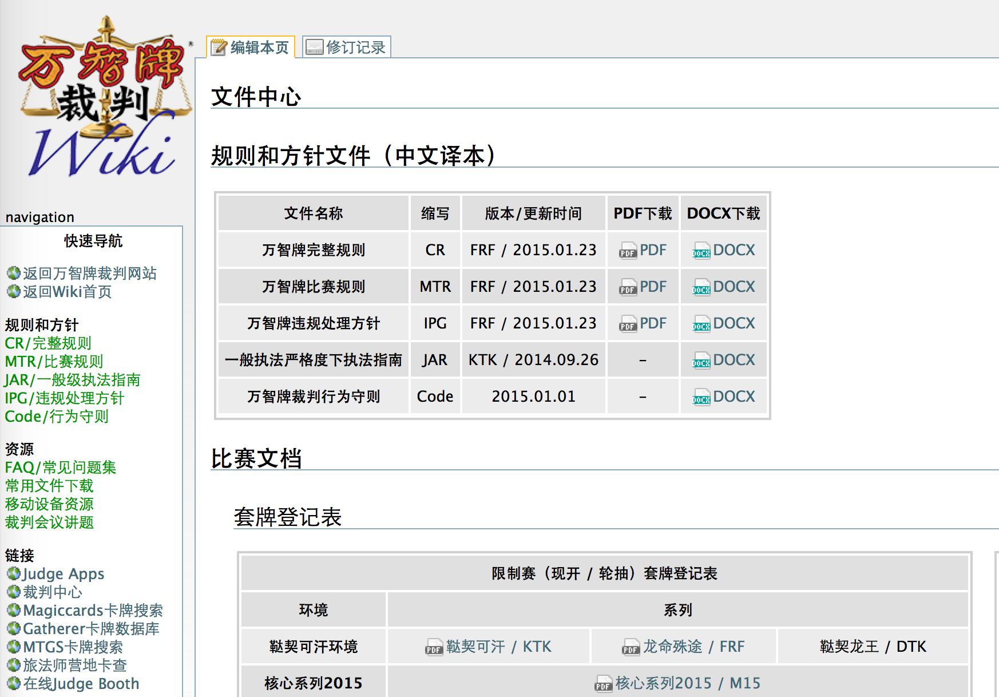 万智牌
裁判
Wiki
编辑本页 修订记录
文件中心
规则和方针文件（中文译本）
文件名称 缩写 版本/更新时间 PDF下载 DOCX下载
万智牌完整规则 CR FRF / 2015.01.23 PDF DOCX
万智牌比赛规则 MTR FRF / 2015.01.23 PDF DOCX
万智牌违规处理方针 IPG FRF / 2015.01.23 PDF DOCX
一般执法严格度下执法指南 JAR KTK / 2014.09.26 – DOCX
万智牌裁判行为守则 Code 2015.01.01 – DOCX
比赛文档
套牌登记表
限制赛（现开 / 轮抽）套牌登记表
环境 系列
鞑契可汗环境 鞑契可汗 / KTK 龙命殊途 / FRF 鞑契龙王 / DTK
核心系列2015 核心系列2015 / M15
navigation
快速导航
返回万智牌裁判网站
返回Wiki首页
规则和方针
CR/完整规则
MTR/比赛规则
JAR/一般级执法指南
IPG/违规处理方针
Code/行为守则
资源
FAQ/常见问题集
常用文件下载
移动设备资源
裁判会议讲题
链接
Judge Apps
裁判中心
Magiccards卡牌搜索
Gatherer卡牌数据库
MTGS卡牌搜索
旅法师营地卡查
在线Judge Booth